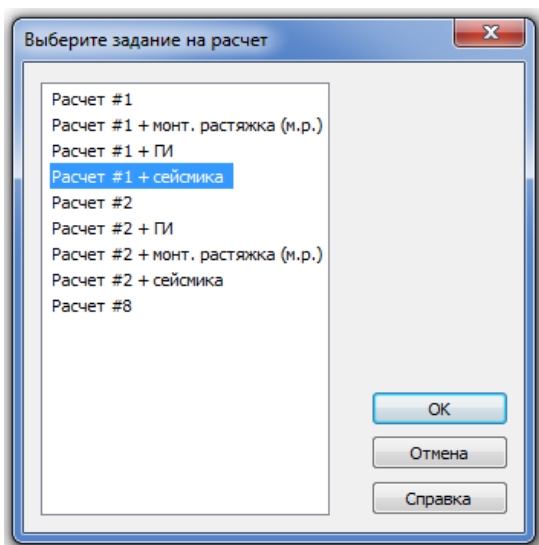 Выберите задание на расчет
Расчет #1
Расчет #1 + монт. растяжка (м.р.)
Расчет #1 + ГИ
Расчет #1 + сейсмика
Расчет #2
Расчет #2 + ГИ
Расчет #2 + монт. растяжка (м.р.)
Расчет #2 + сейсмика
Расчет #8
OK
Отмена
Справка